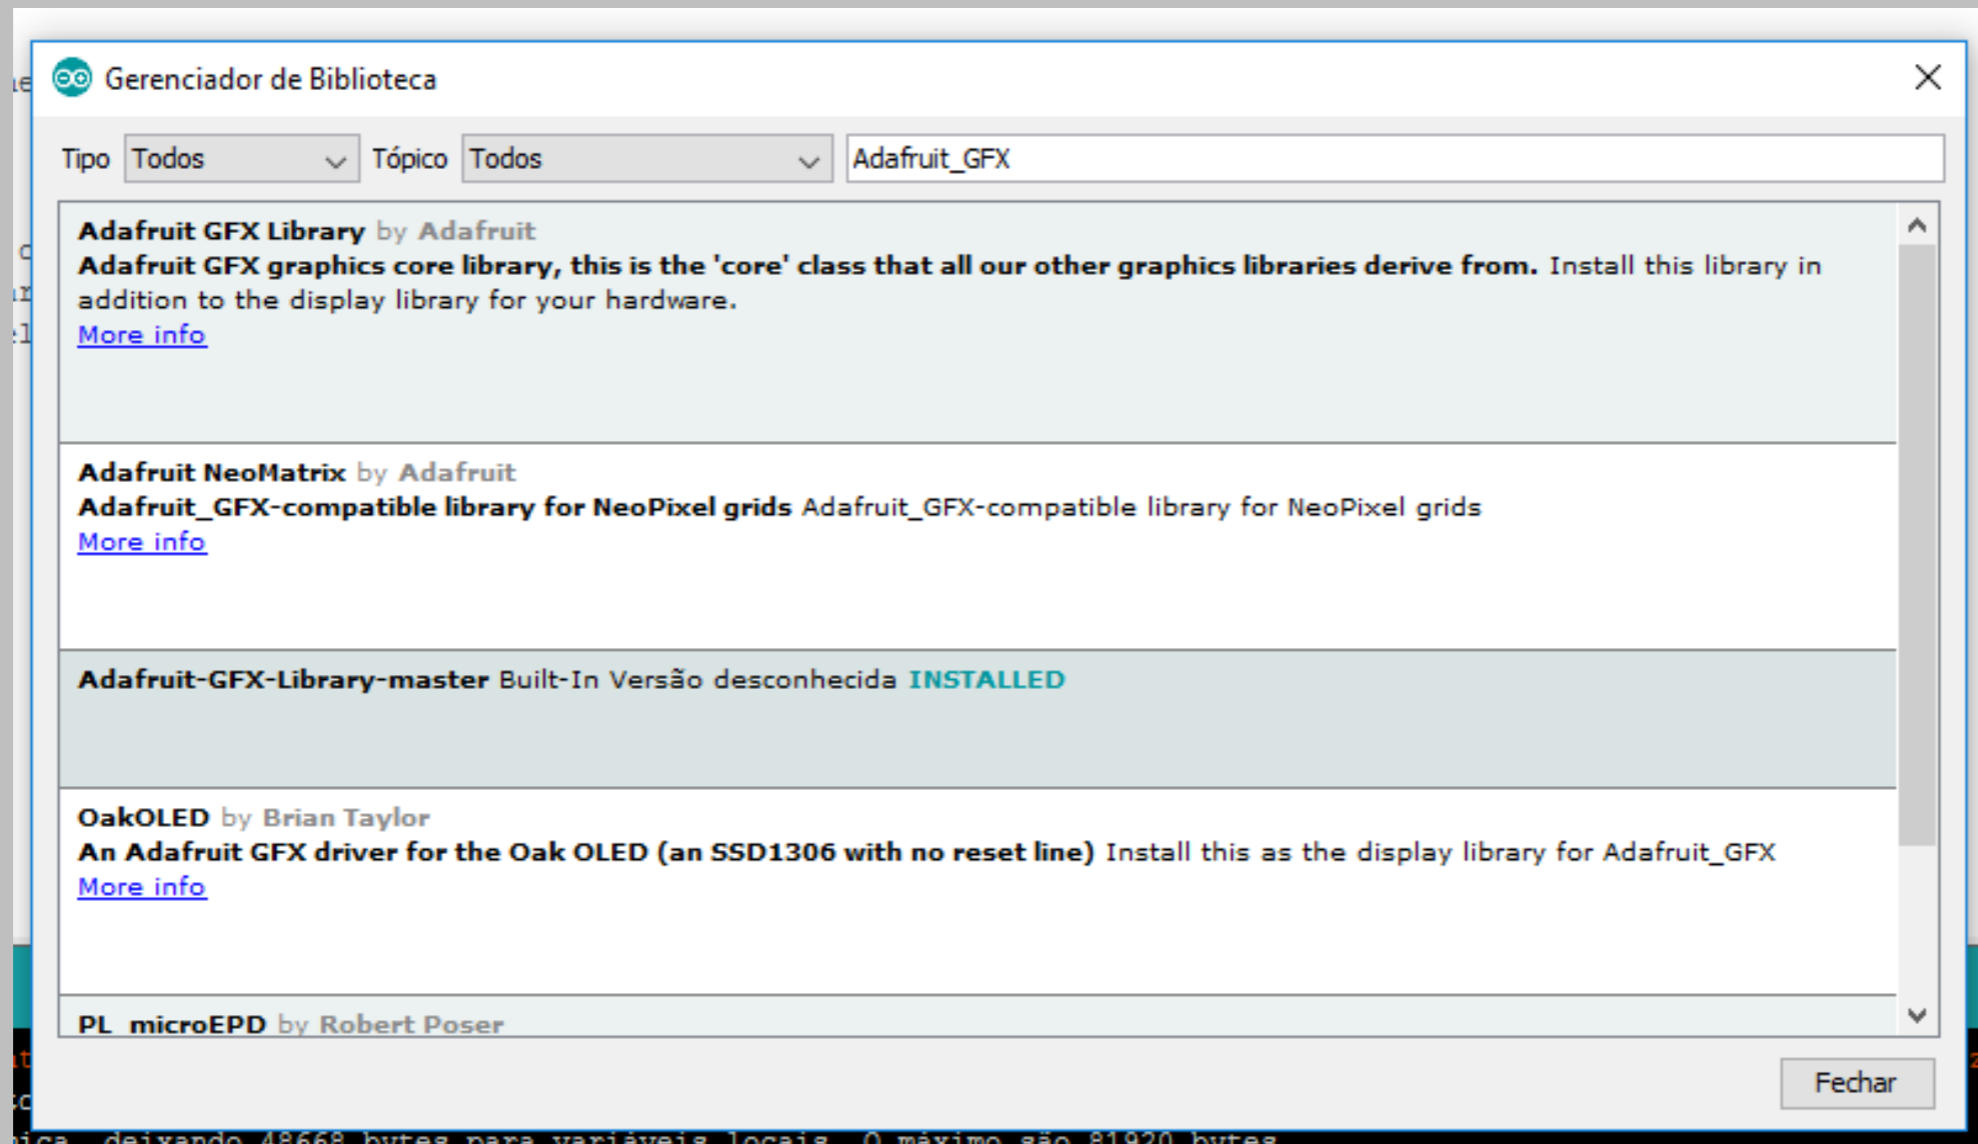 Gerenciador de Biblioteca
Tipo Todos Tópico Todos Adafruit_GFX
Adafruit GFX Library by Adafruit
Adafruit GFX graphics core library, this is the 'core' class that all our other graphics libraries derive from. Install this library in
addition to the display library for your hardware.
More info
Adafruit NeoMatrix by Adafruit
Adafruit_GFX-compatible library for NeoPixel grids Adafruit_GFX-compatible library for NeoPixel grids
More info
Adafruit-GFX-Library-master Built-In Versão desconhecida INSTALLED
OakOLED by Brian Taylor
An Adafruit GFX driver for the Oak OLED (an SSD1306 with no reset line) Install this as the display library for Adafruit_GFX
More info
PL_microEPD by Robert Poser
Fechar
deixando 48668 bytes para variáveis locais. O máximo são 81920 bytes.